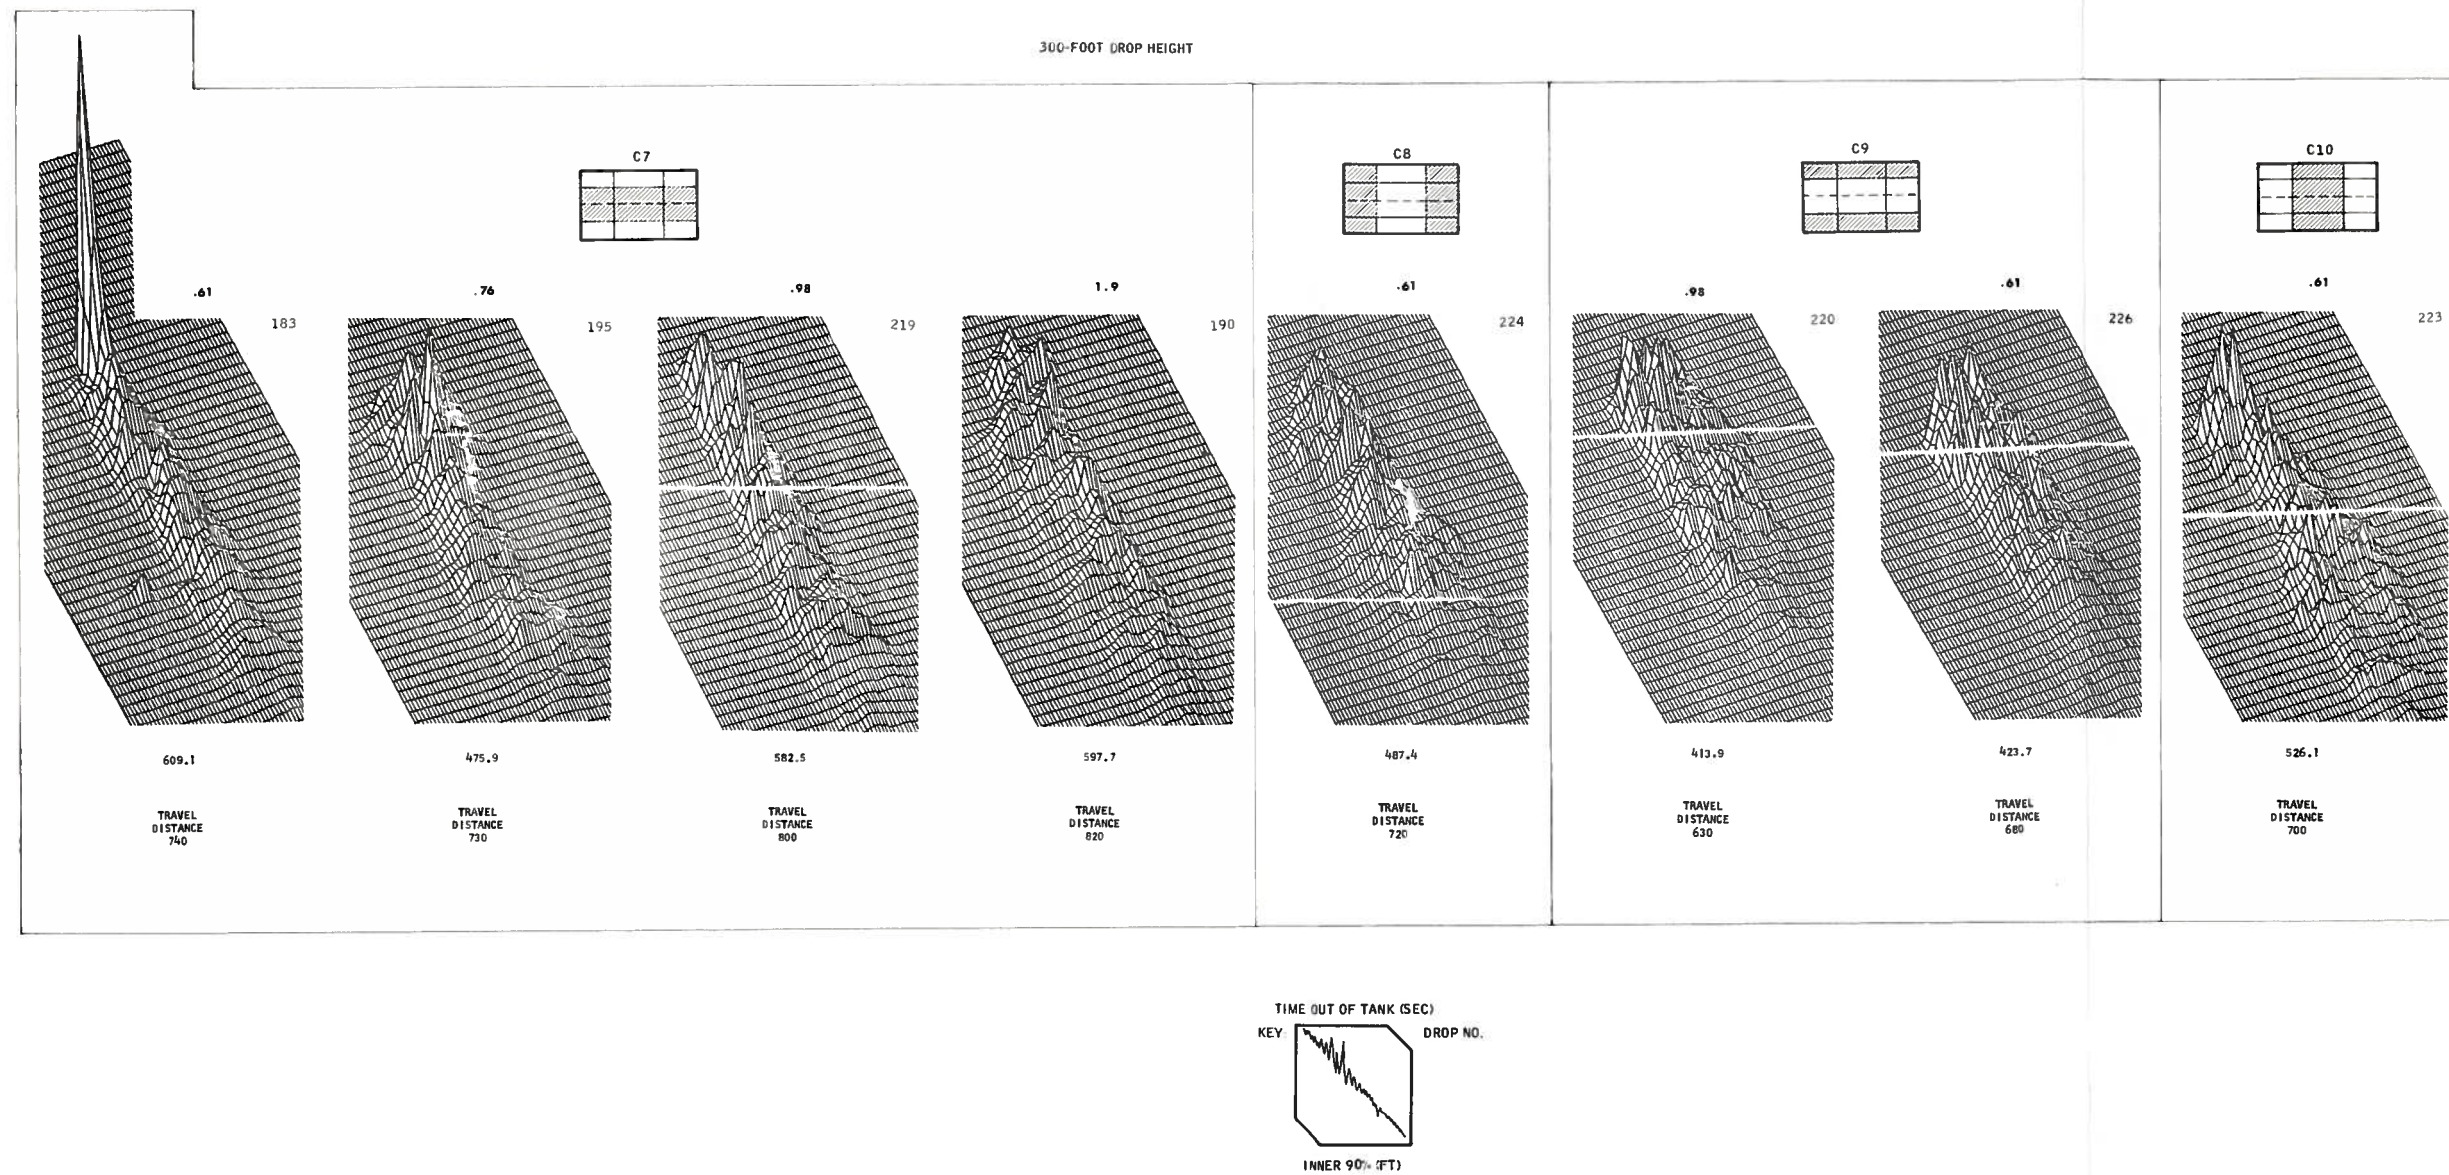 300-FOOT DROP HEIGHT
C7
C8
C9
C10
.61
.76
.98
1.9
.61
.98
.61
.61
183
195
219
190
224
220
226
223
609.1
475.9
582.5
597.7
487.4
413.9
423.7
526.1
TRAVEL
DISTANCE
740
TRAVEL
DISTANCE
730
TRAVEL
DISTANCE
800
TRAVEL
DISTANCE
820
TRAVEL
DISTANCE
720
TRAVEL
DISTANCE
630
TRAVEL
DISTANCE
680
TRAVEL
DISTANCE
700
TIME OUT OF TANK (SEC)
KEY
DROP NO.
INNER 90% (FT)